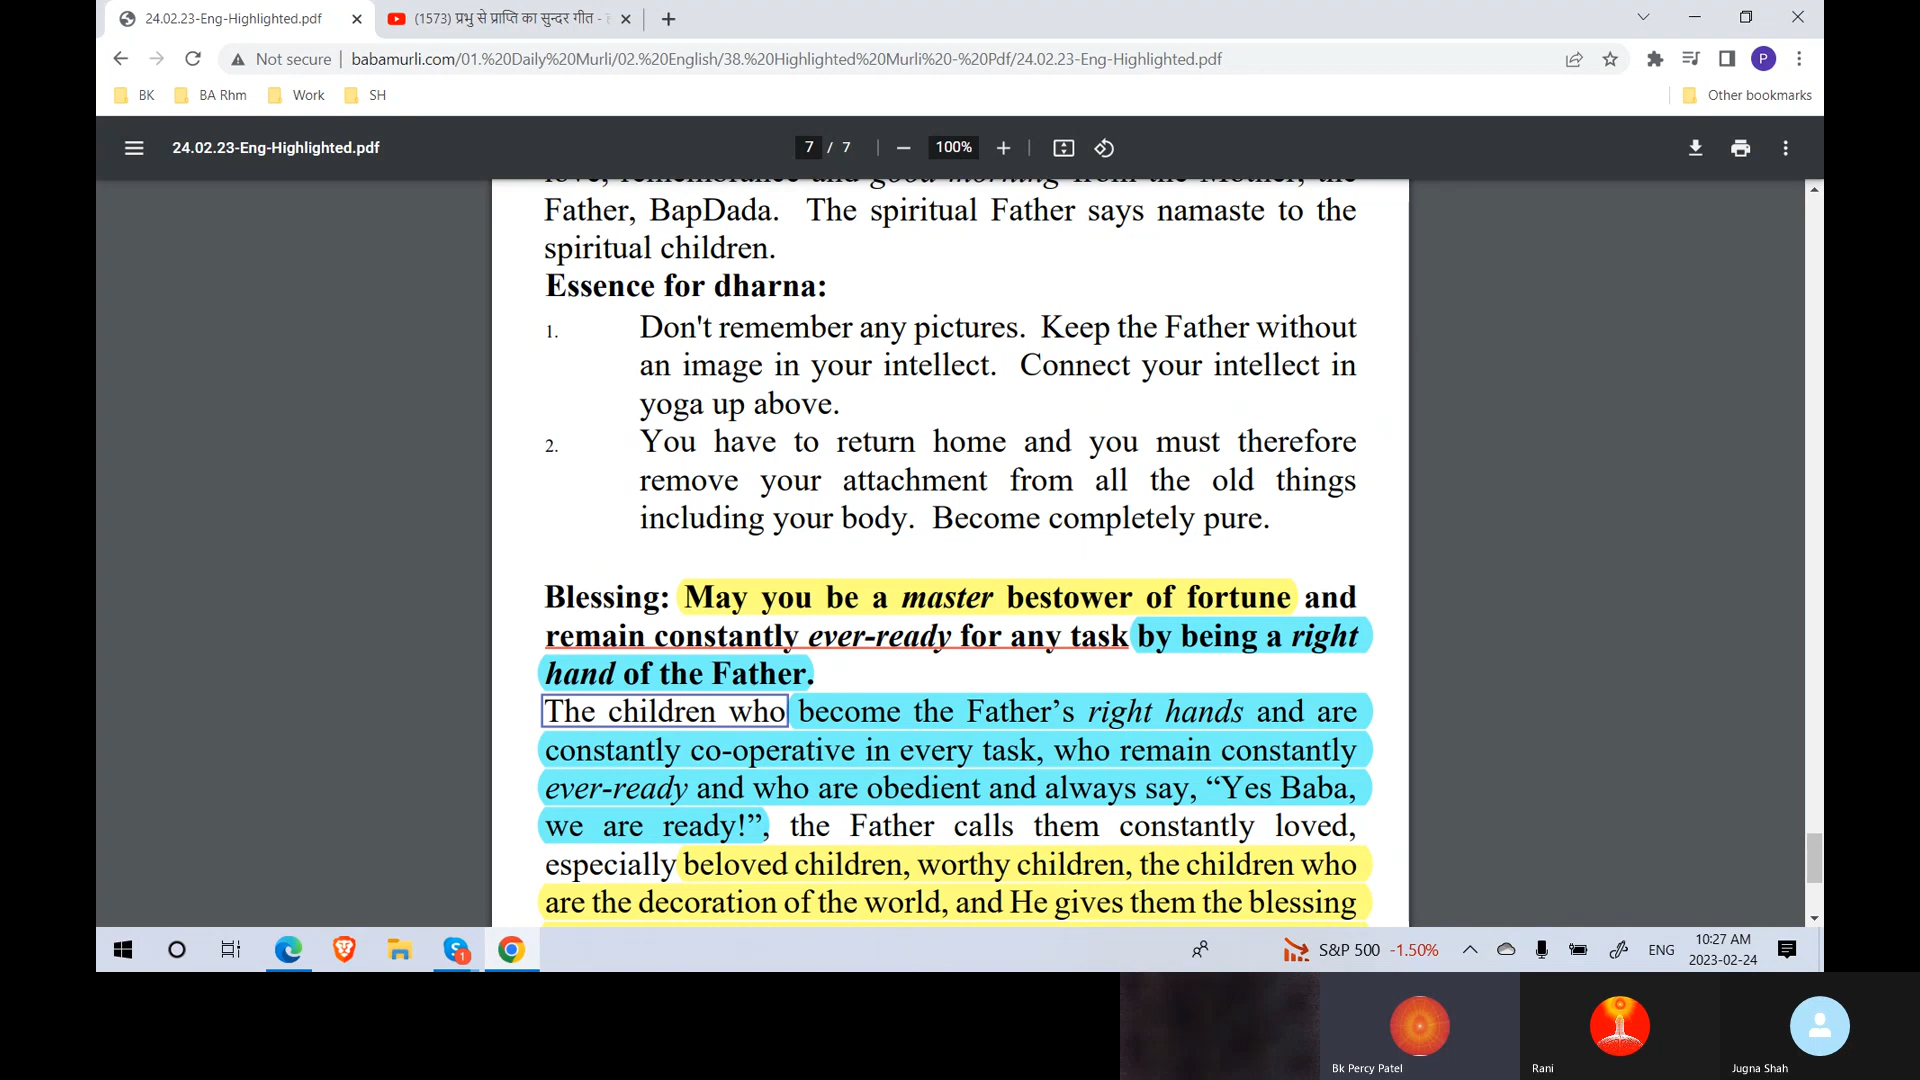 24.02.23-Eng-Highlighted.pdf
(1573) प्रभु से प्राप्ति का सुन्दर गीत -
Not secure
babamurli.com/01.%20Daily%20Murli/02.%20English/38.%20Highlighted%20Murli%20-%20Pdf/24.02.23-Eng-Highlighted.pdf
P
BK
BA Rhm
Work
SH
Other bookmarks
24.02.23-Eng-Highlighted.pdf
7 / 7
100%
love, remembrance and good morning from the Mother, the
Father, BapDada. The spiritual Father says namaste to the
spiritual children.
Essence for dharna:
1. Don't remember any pictures. Keep the Father without
an image in your intellect. Connect your intellect in
yoga up above.
2. You have to return home and you must therefore
remove your attachment from all the old things
including your body. Become completely pure.
Blessing: May you be a master bestower of fortune and
remain constantly ever-ready for any task by being a right
hand of the Father.
The children who become the Father’s right hands and are
constantly co-operative in every task, who remain constantly
ever-ready and who are obedient and always say, “Yes Baba,
we are ready!”, the Father calls them constantly loved,
especially beloved children, worthy children, the children who
are the decoration of the world, and He gives them the blessing
1
S&P 500 -1.50%
ENG
10:27 AM
2023-02-24
Bk Percy Patel
Rani
Jugna Shah